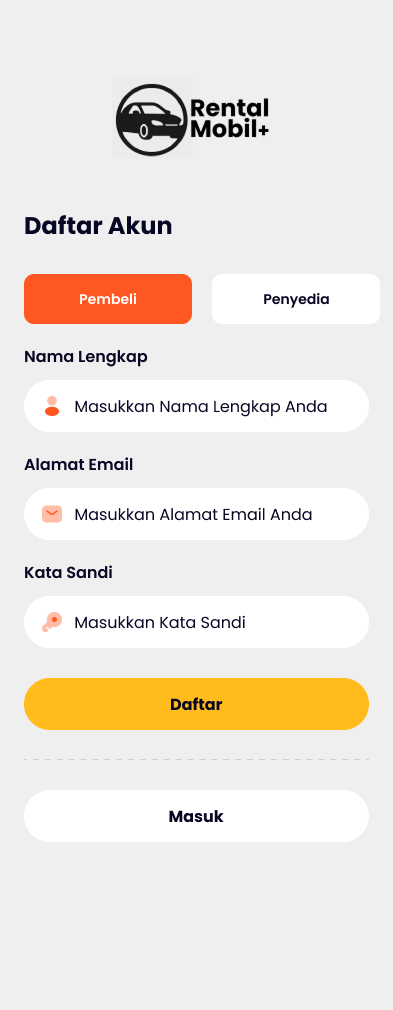 Rental
Mobil+
Daftar Akun
Pembeli
Penyedia
Nama Lengkap
Masukkan Nama Lengkap Anda
Alamat Email
Masukkan Alamat Email Anda
Kata Sandi
Masukkan Kata Sandi
Daftar
Masuk